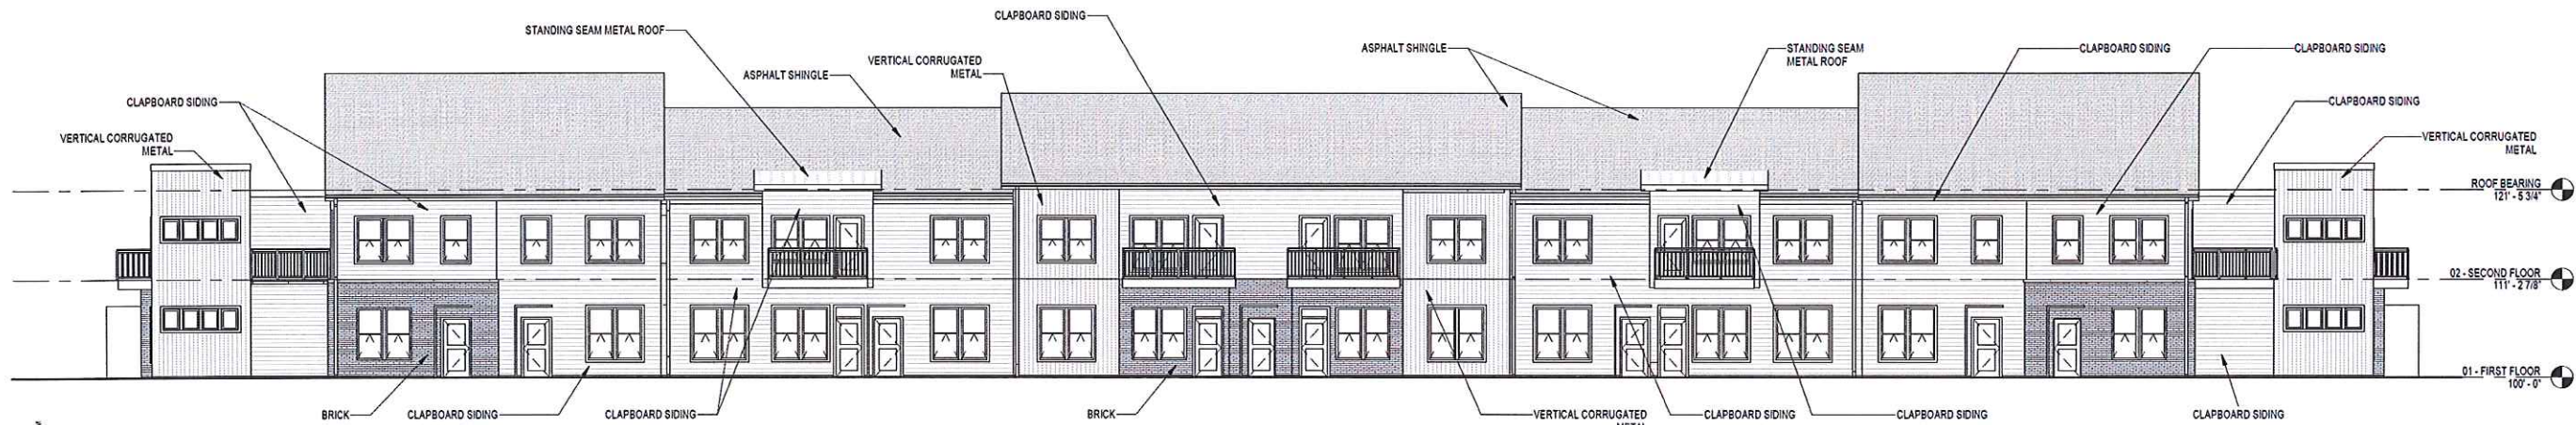 CLAPBOARD SIDING
STANDING SEAM METAL ROOF
VERTICAL CORRUGATED
METAL
ASPHALT SHINGLE
STANDING SEAM
METAL ROOF
CLAPBOARD SIDING
CLAPBOARD SIDING
ASPHALT SHINGLE
CLAPBOARD SIDING
CLAPBOARD SIDING
VERTICAL CORRUGATED
METAL
VERTICAL CORRUGATED
METAL
ROOF BEARING
121' - 5 3/4"
02 - SECOND FLOOR
111' - 2 7/8"
01 - FIRST FLOOR
100' - 0"
BRICK
CLAPBOARD SIDING
CLAPBOARD SIDING
BRICK
VERTICAL CORRUGATED
METAL
CLAPBOARD SIDING
CLAPBOARD SIDING
CLAPBOARD SIDING